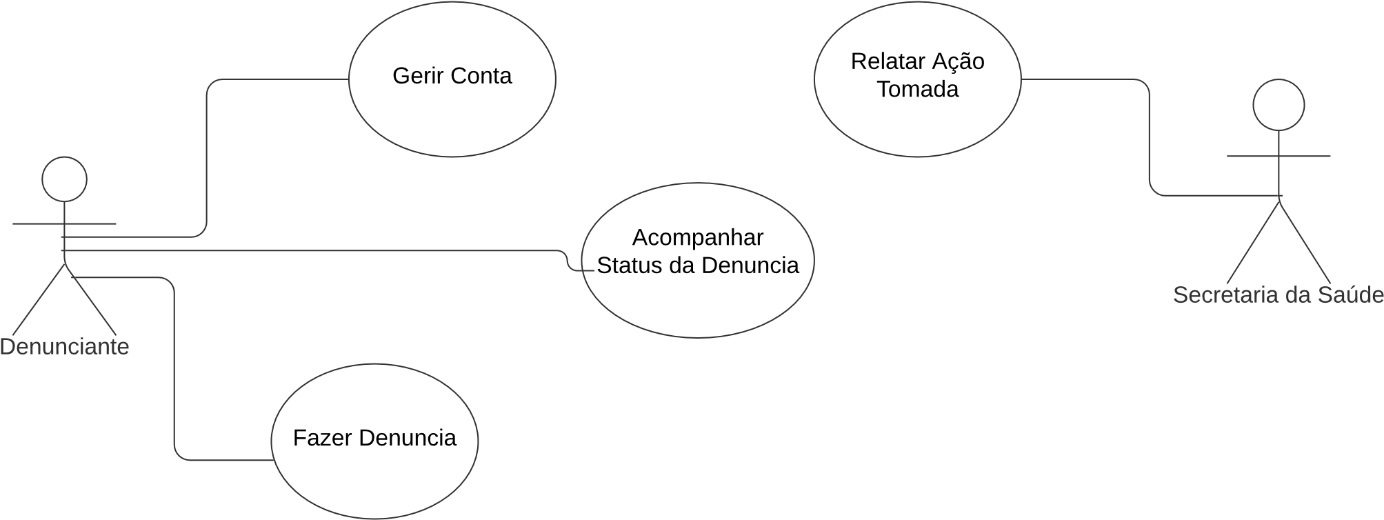 Gerir Conta
Relatar Ação
Tomada
Acompanhar
Status da Denuncia
Secretaria da Saúde
Denunciante
Fazer Denuncia